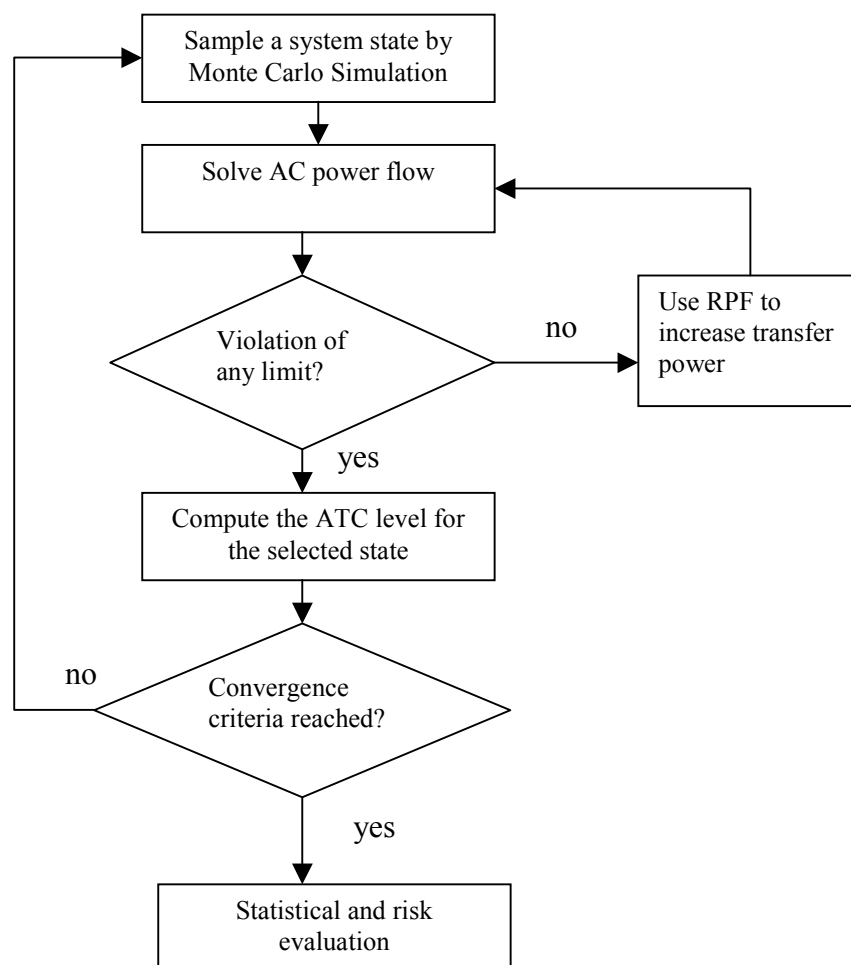 Sample a system state by
Monte Carlo Simulation
Solve AC power flow
Violation of
any limit?
no
Use RPF to
increase transfer
power
yes
Compute the ATC level for
the selected state
no
Convergence
criteria reached?
yes
Statistical and risk
evaluation